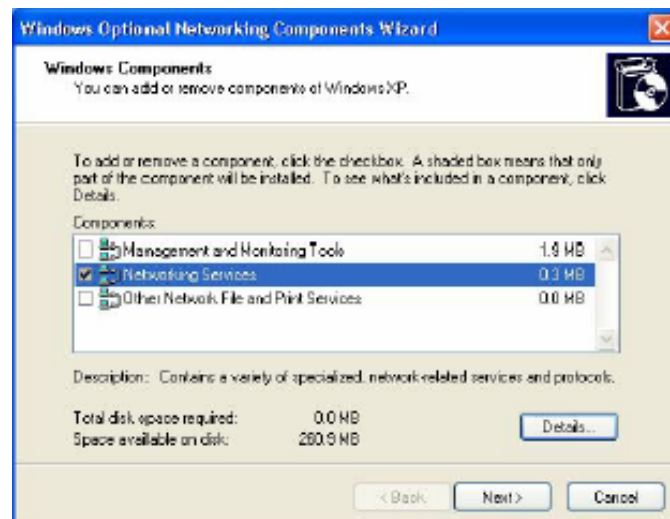 Windows Optional Networking Components Wizard
Windows Components
You can add or remove components of Windows XP.
To add or remove a component, click the checkbox. A shaded box means that only
part of the component will be installed. To see what's included in a component, click
Details.
Components:
Management and Monitoring Tools 1.9 MB
Networking Services 0.3 MB
Other Network File and Print Services 0.0 MB
Description: Contains a variety of specialized, network-related services and protocols.
Total disk space required: 0.0 MB
Space available on disk: 260.9 MB
Details...
< Back Next > Cancel